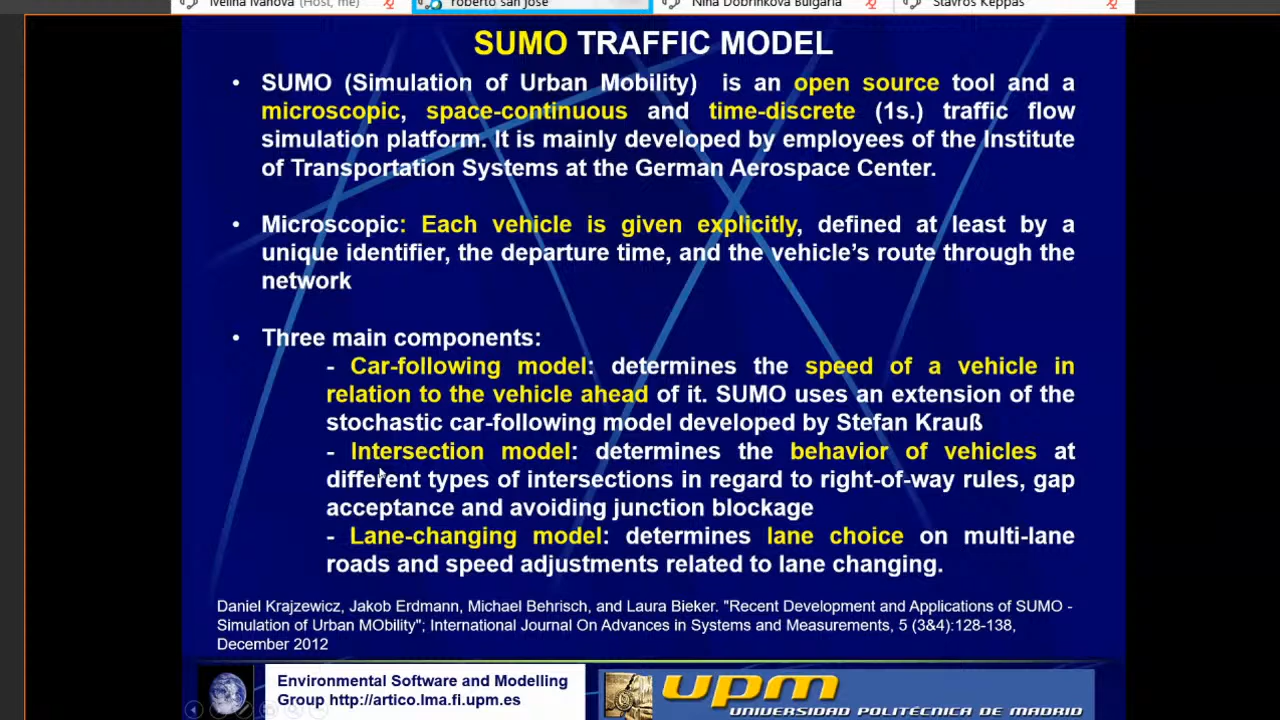 Ivelina Ivanova (Host, me)
roberto san jose
Nina Dobrinkova Bulgaria
Stavros Keppas
SUMO TRAFFIC MODEL
• SUMO (Simulation of Urban Mobility) is an open source tool and a
microscopic, space-continuous and time-discrete (1s.) traffic flow
simulation platform. It is mainly developed by employees of the Institute
of Transportation Systems at the German Aerospace Center.
• Microscopic: Each vehicle is given explicitly, defined at least by a
unique identifier, the departure time, and the vehicle’s route through the
network
• Three main components:
- Car-following model: determines the speed of a vehicle in
relation to the vehicle ahead of it. SUMO uses an extension of the
stochastic car-following model developed by Stefan Krauß
- Intersection model: determines the behavior of vehicles at
different types of intersections in regard to right-of-way rules, gap
acceptance and avoiding junction blockage
- Lane-changing model: determines lane choice on multi-lane
roads and speed adjustments related to lane changing.
Daniel Krajzewicz, Jakob Erdmann, Michael Behrisch, and Laura Bieker. "Recent Development and Applications of SUMO -
Simulation of Urban MObility"; International Journal On Advances in Systems and Measurements, 5 (3&4):128-138,
December 2012
Environmental Software and Modelling
Group http://artico.lma.fi.upm.es
upm
UNIVERSIDAD POLITÉCNICA DE MADRID